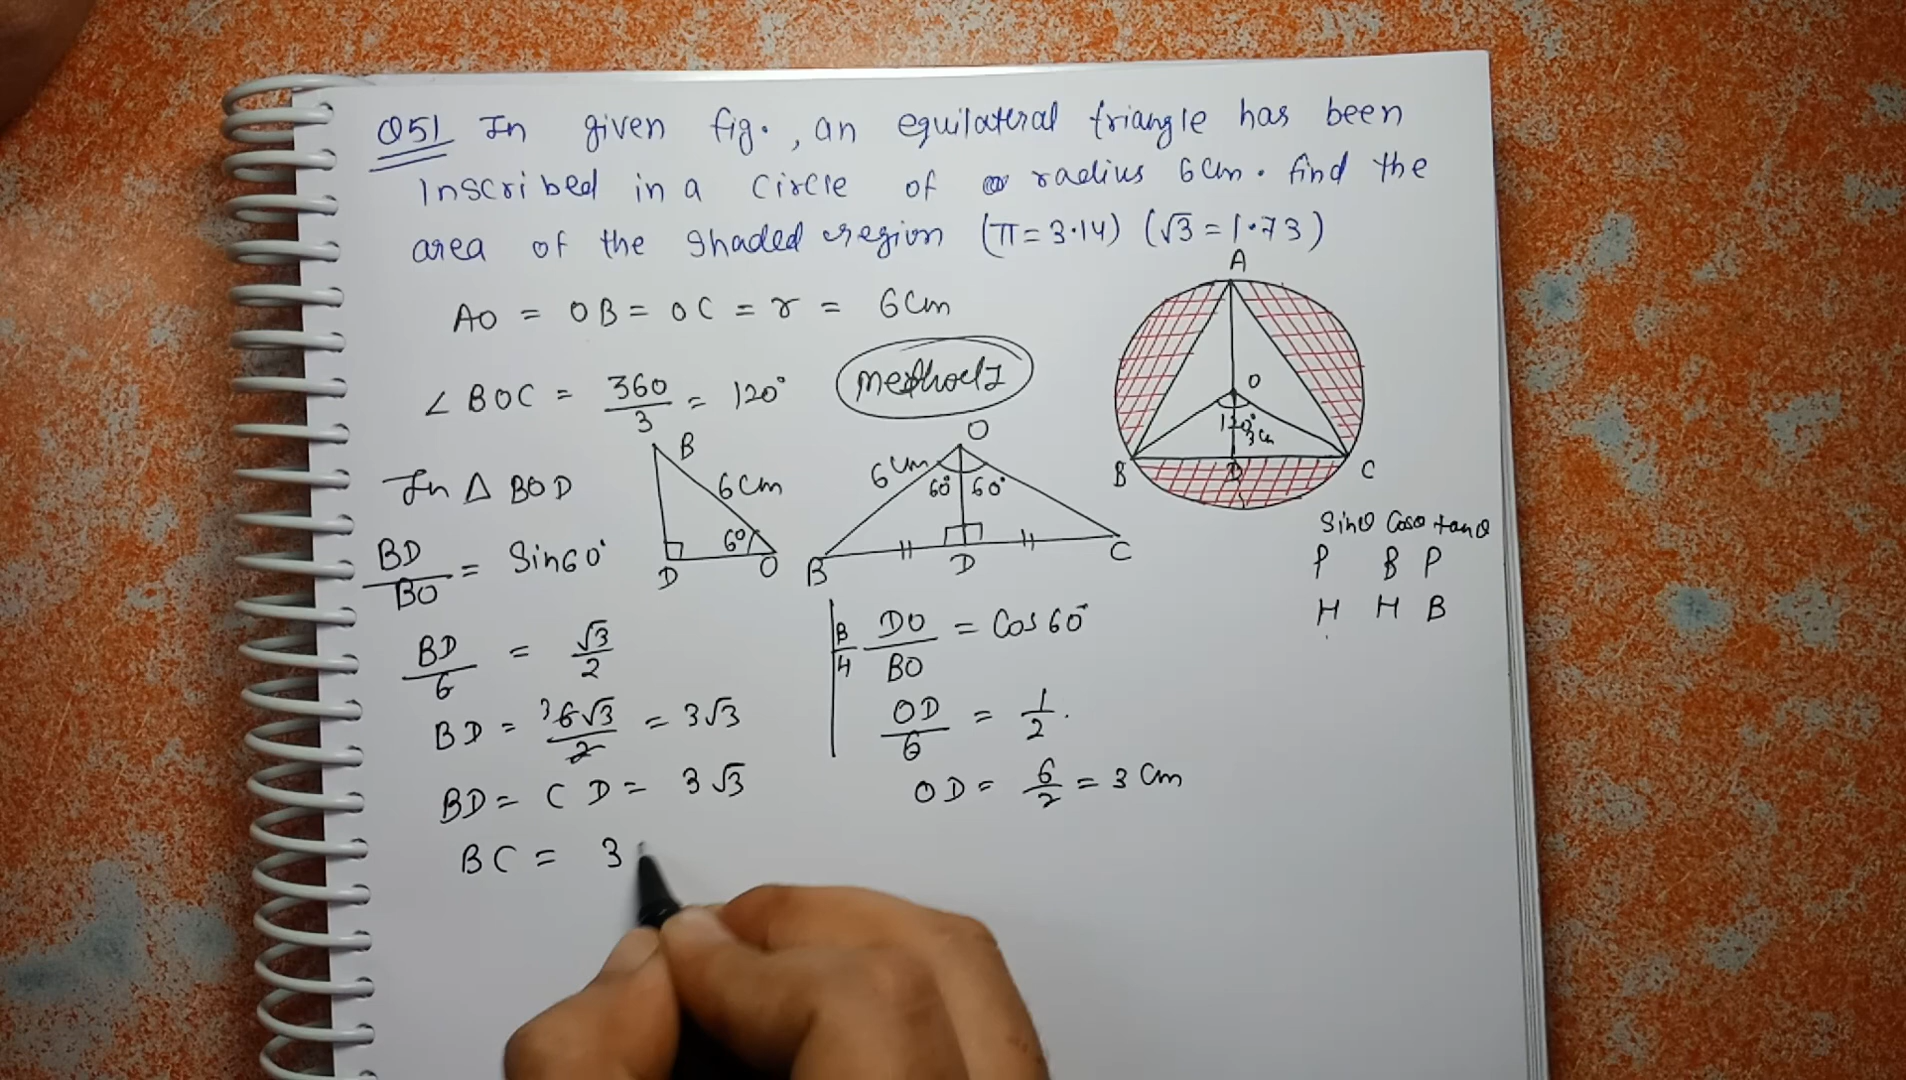 Q51 In given fig., an equilateral triangle has been
Inscribed in a circle of radius 6cm. find the
area of the shaded region (π = 3.14) (√3 = 1.73)
AO = OB = OC = r = 6cm
∠BOC = 360/3 = 120°
In △ BOD
BD/BO = Sin60°
BD/6 = √3/2
BD = 6√3/2 = 3√3
3
BD = CD = 3√3
BC = 3
B
6cm
60
D
O
O
6cm
60° 60°
B
D
C
B/H DO/BO = Cos60°
OD/6 = 1/2.
OD = 6/2 = 3 cm
A
O
120°
3cm
B
D
C
Sinθ Cosθ tanθ
P B P
H H B